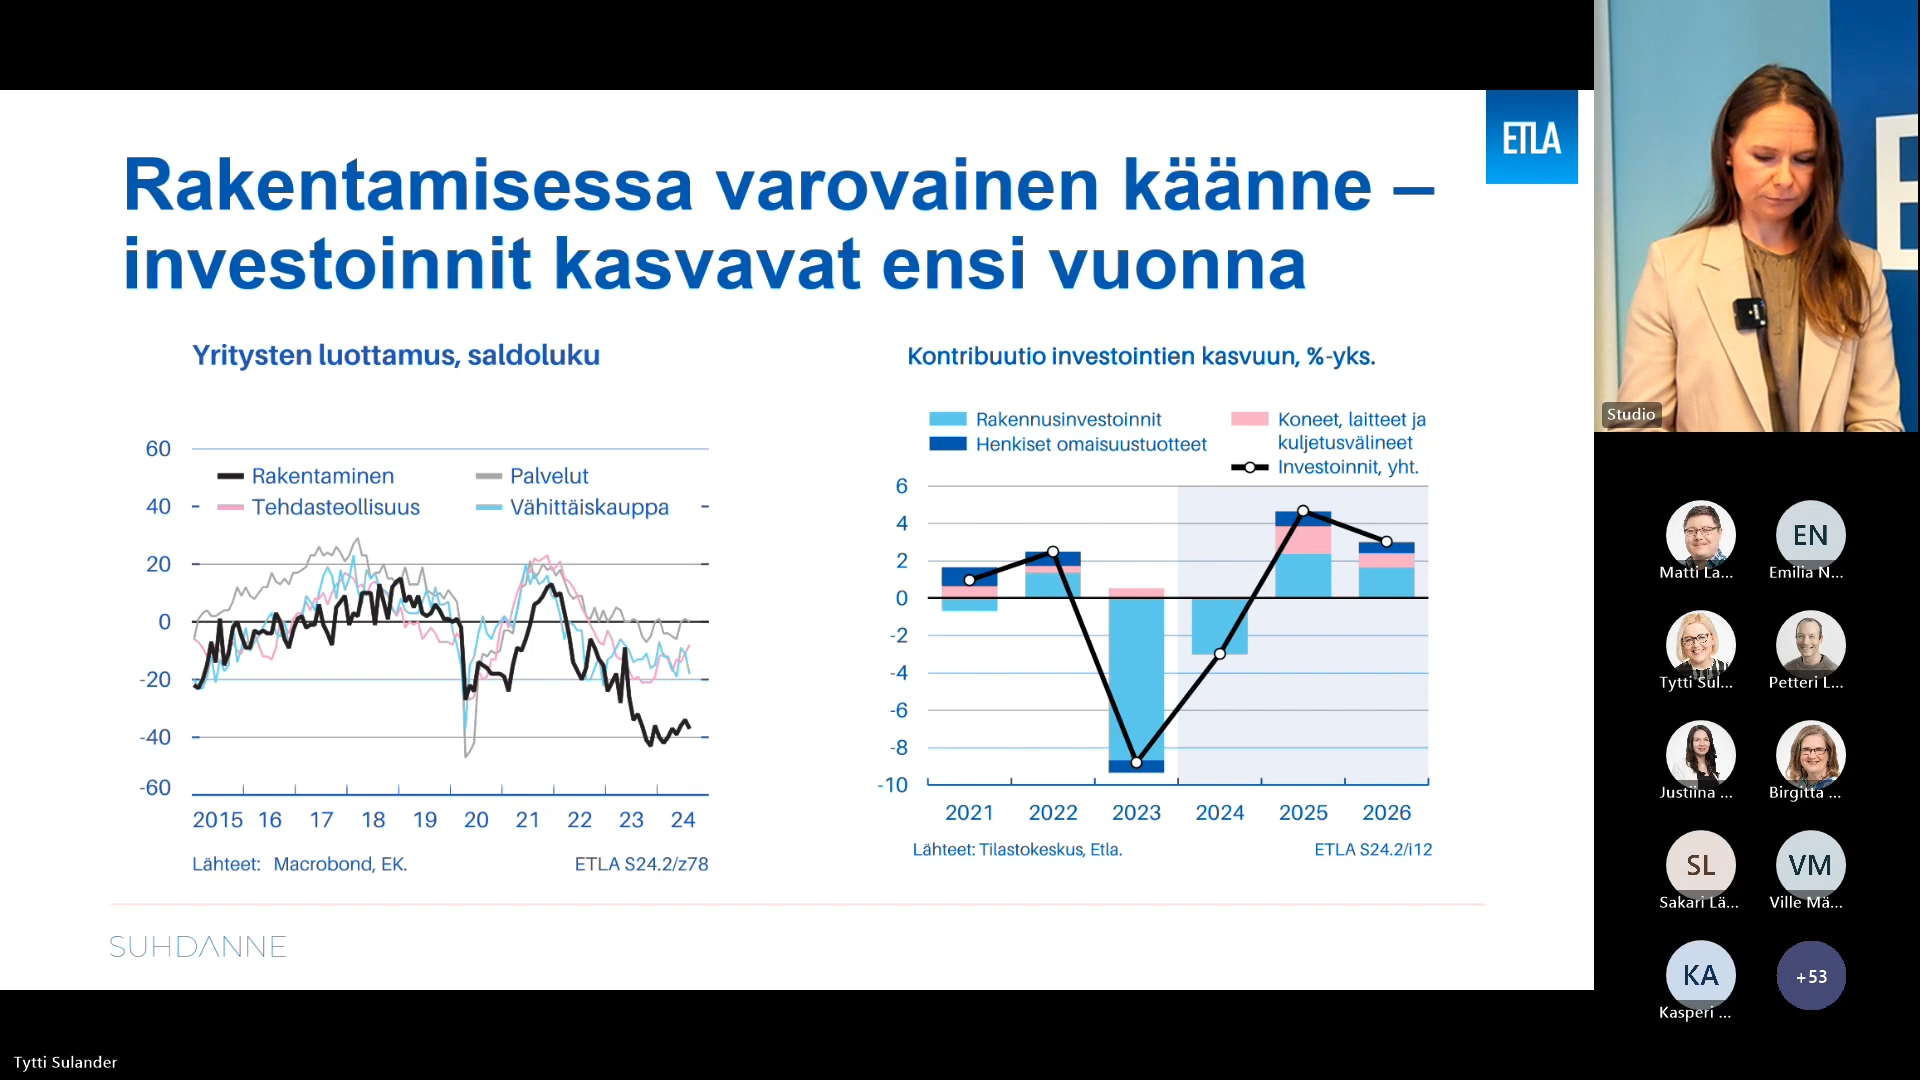 Rakentamisessa varovainen käänne –
investoinnit kasvavat ensi vuonna
ETLA
Yritysten luottamus, saldoluku
60
40
20
0
-20
-40
-60
Rakentaminen
Palvelut
Tehdasteollisuus
Vähittäiskauppa
2015 16 17 18 19 20 21 22 23 24
Lähteet: Macrobond, EK.
ETLA S24.2/z78
Kontribuutio investointien kasvuun, %-yks.
Rakennusinvestoinnit
Henkiset omaisuustuotteet
Koneet, laitteet ja
kuljetusvälineet
Investoinnit, yht.
6
4
2
0
-2
-4
-6
-8
-10
2021 2022 2023 2024 2025 2026
Lähteet: Tilastokeskus, Etla.
ETLA S24.2/i12
SUHDANNE
Tytti Sulander
E
Studio
Matti La...
EN
Emilia N...
Tytti Sul...
Petteri L...
Justiina ...
Birgitta ...
SL
Sakari Lä...
VM
Ville Mä...
KA
Kasperi ...
+53